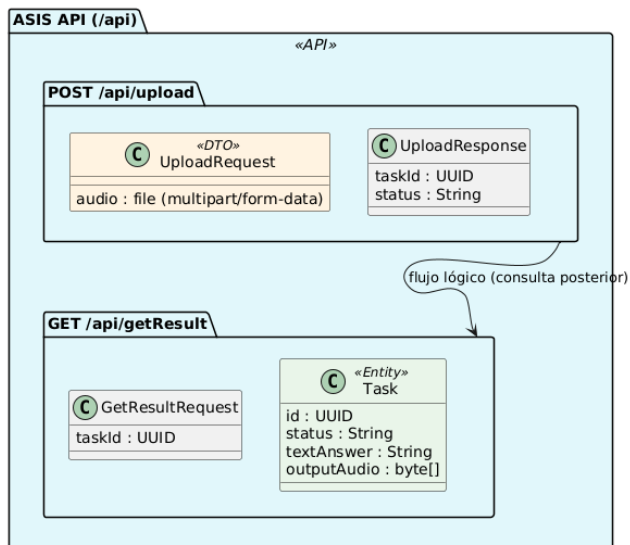 ASIS API (/api)
«API»
POST /api/upload
C «DTO»
UploadRequest
audio : file (multipart/form-data)
C UploadResponse
taskId : UUID
status : String
flujo lógico (consulta posterior)
GET /api/getResult
C GetResultRequest
taskId : UUID
C «Entity»
Task
id : UUID
status : String
textAnswer : String
outputAudio : byte[]